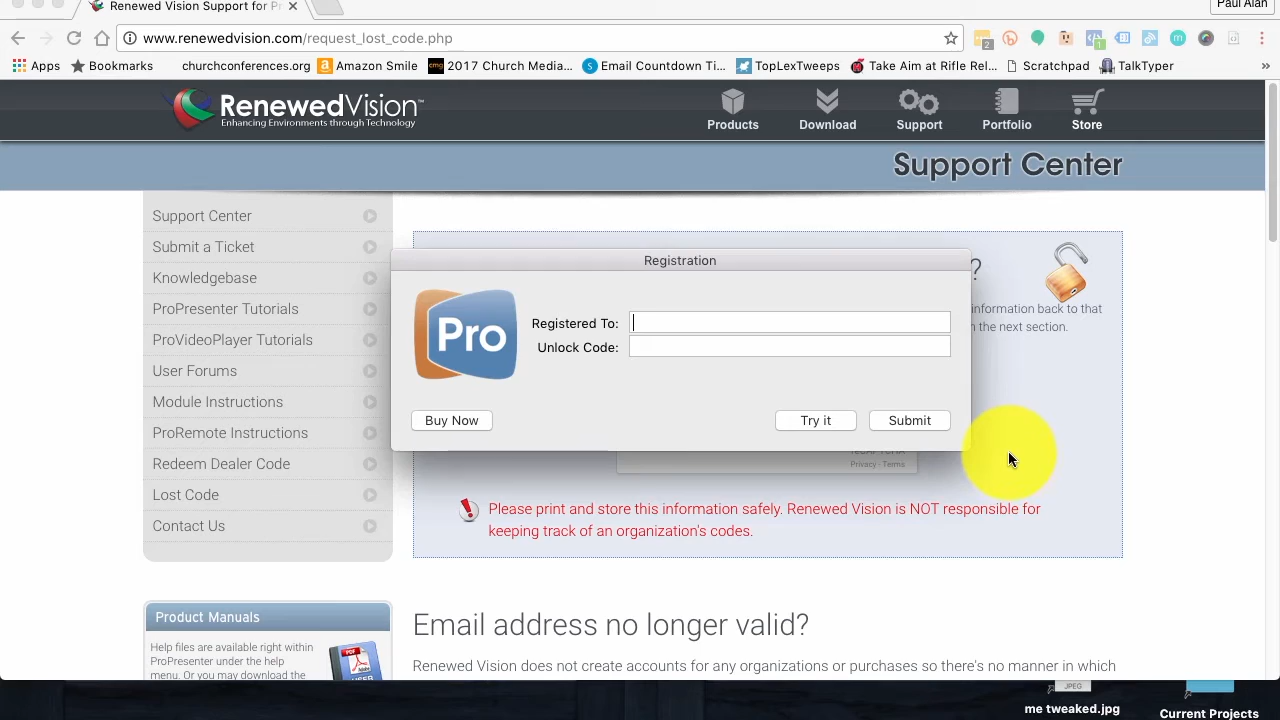 Renewed Vision Support for P
Paul Alan
www.renewedvision.com/request_lost_code.php
2
1
Apps
Bookmarks
churchconferences.org
Amazon Smile
cmg
2017 Church Media...
Email Countdown Ti...
TopLexTweeps
Take Aim at Rifle Rel...
Scratchpad
TalkTyper
»
RenewedVision™
Enhancing Environments through Technology
Products
Download
Support
Portfolio
Store
Support Center
Support Center
Submit a Ticket
Knowledgebase
ProPresenter Tutorials
ProVideoPlayer Tutorials
User Forums
Module Instructions
ProRemote Instructions
Redeem Dealer Code
Lost Code
Contact Us
?
information back to that
n the next section.
Registration
Pro
Registered To:
Unlock Code:
Buy Now
Try it
Submit
Privacy - Terms
Please print and store this information safely. Renewed Vision is NOT responsible for
keeping track of an organization's codes.
Product Manuals
Help files are available right within
ProPresenter under the help
menu. Or you may download the
PDF
Email address no longer valid?
Renewed Vision does not create accounts for any organizations or purchases so there's no manner in which
JPEG
me tweaked.jpg
Current Projects